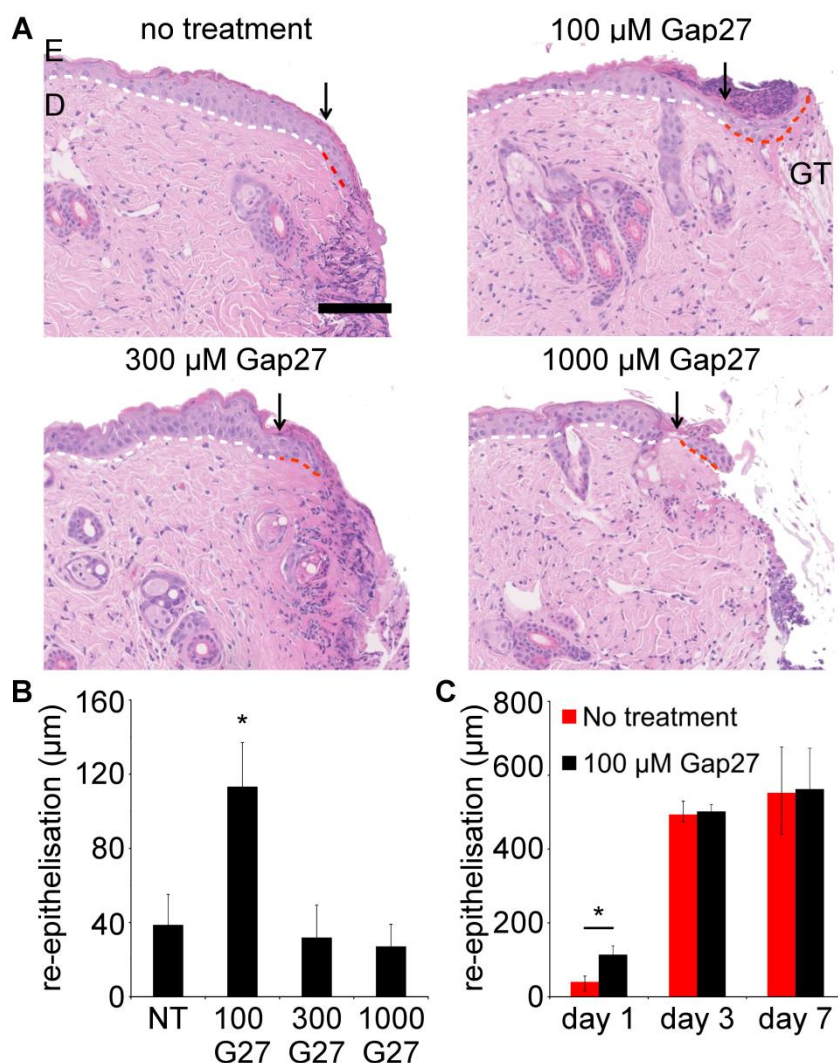 A
no treatment
100 µM Gap27
E
D
GT
300 µM Gap27
1000 µM Gap27
B
160
120
80
40
0
re-epithelisation (µm)
*
NT
100
G27
300
G27
1000
G27
C
800
600
400
200
0
re-epithelisation (µm)
No treatment
100 µM Gap27
*
day 1
day 3
day 7